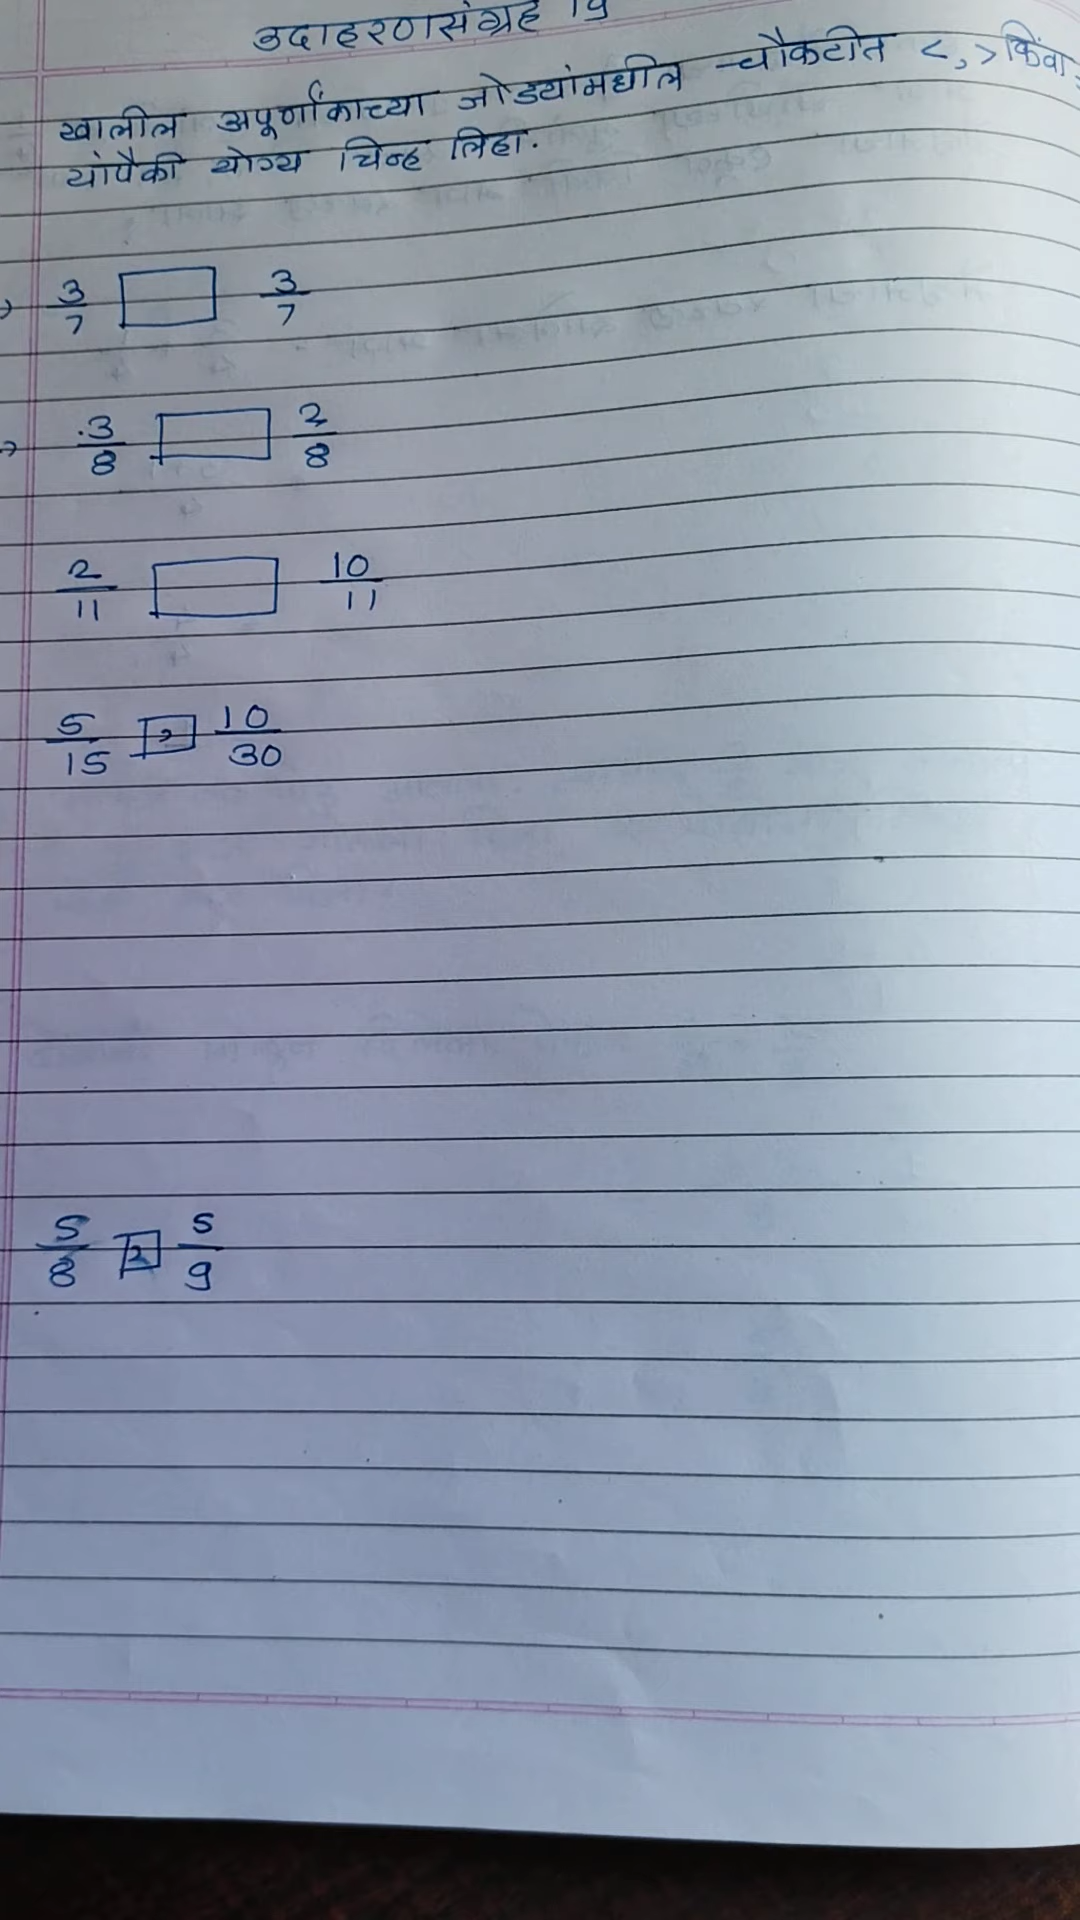 उदाहरणसंग्रह 19
खालील अपूर्णांकाच्या जोड्यांमधील चौकटीत <, > किंवा
यांपैकी योग्य चिन्ह लिहा.
3/7 □ 3/7
3/8 □ 2/8
2/11 □ 10/11
5/15 ? 10/30
5/8 ? 5/9